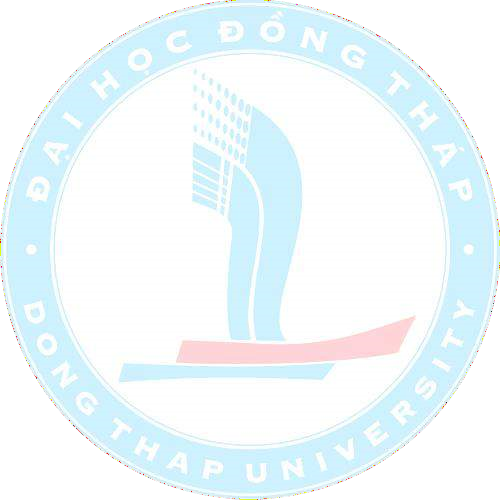 ĐẠI HỌC ĐỒNG THÁP
DONG THAP UNIVERSITY